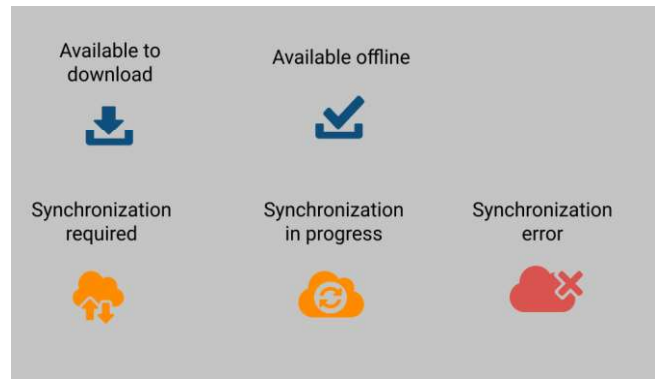 Available to
download
Available offline
Synchronization
required
Synchronization
in progress
Synchronization
error